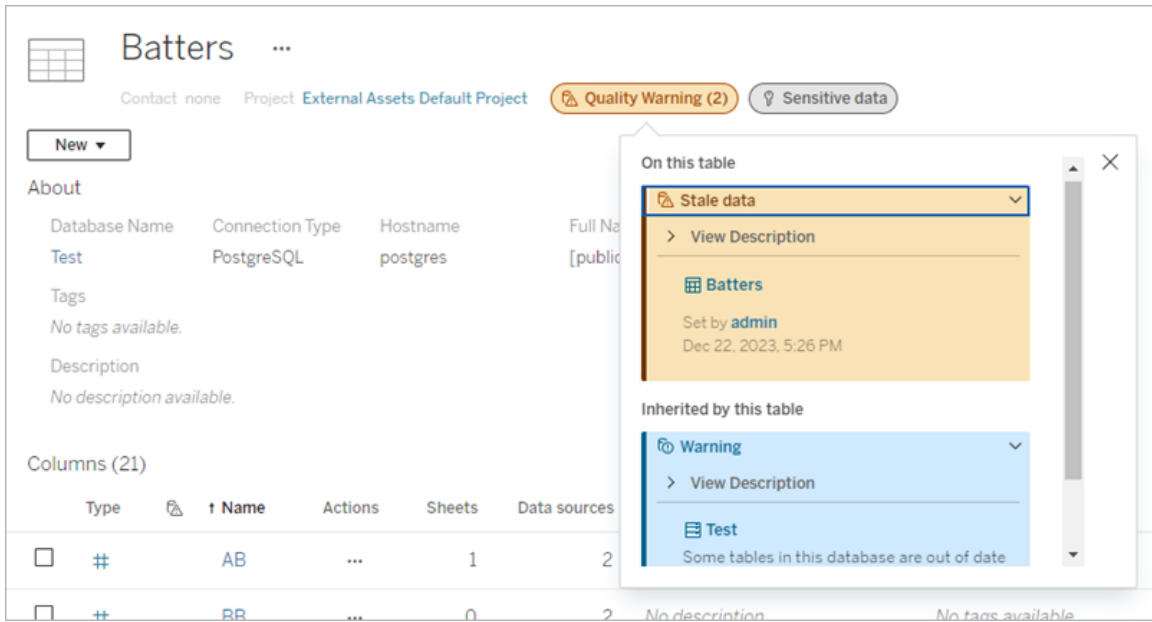 Batters ...
Contact none Project External Assets Default Project Quality Warning (2) Sensitive data
New
About
Database Name Connection Type Hostname Full Na
Test PostgreSQL postgres [public
Tags
No tags available.
Description
No description available.
Columns (21)
Type ↑ Name Actions Sheets Data sources
# AB ... 1 2
# BB ... 0 2 No description No tags available
On this table
Stale data
> View Description
Batters
Set by admin
Dec 22, 2023, 5:26 PM
Inherited by this table
Warning
> View Description
Test
Some tables in this database are out of date